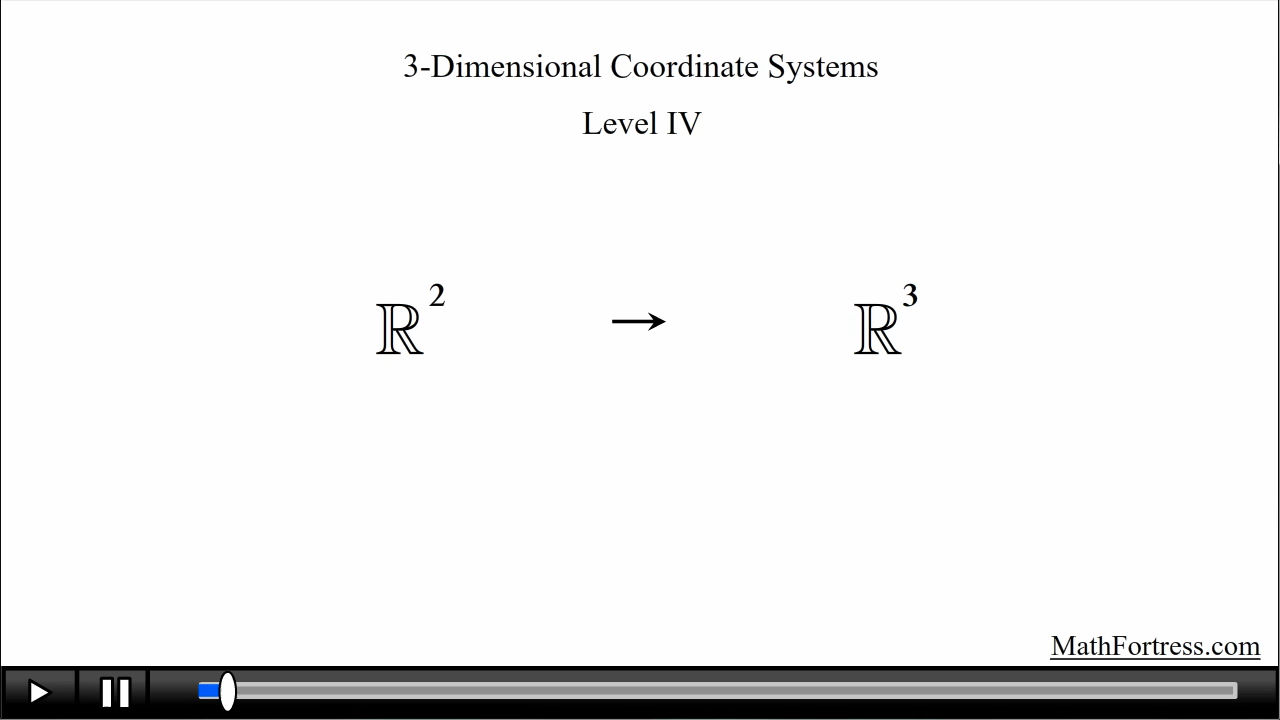 3-Dimensional Coordinate Systems
Level IV
ℝ² → ℝ³
MathFortress.com